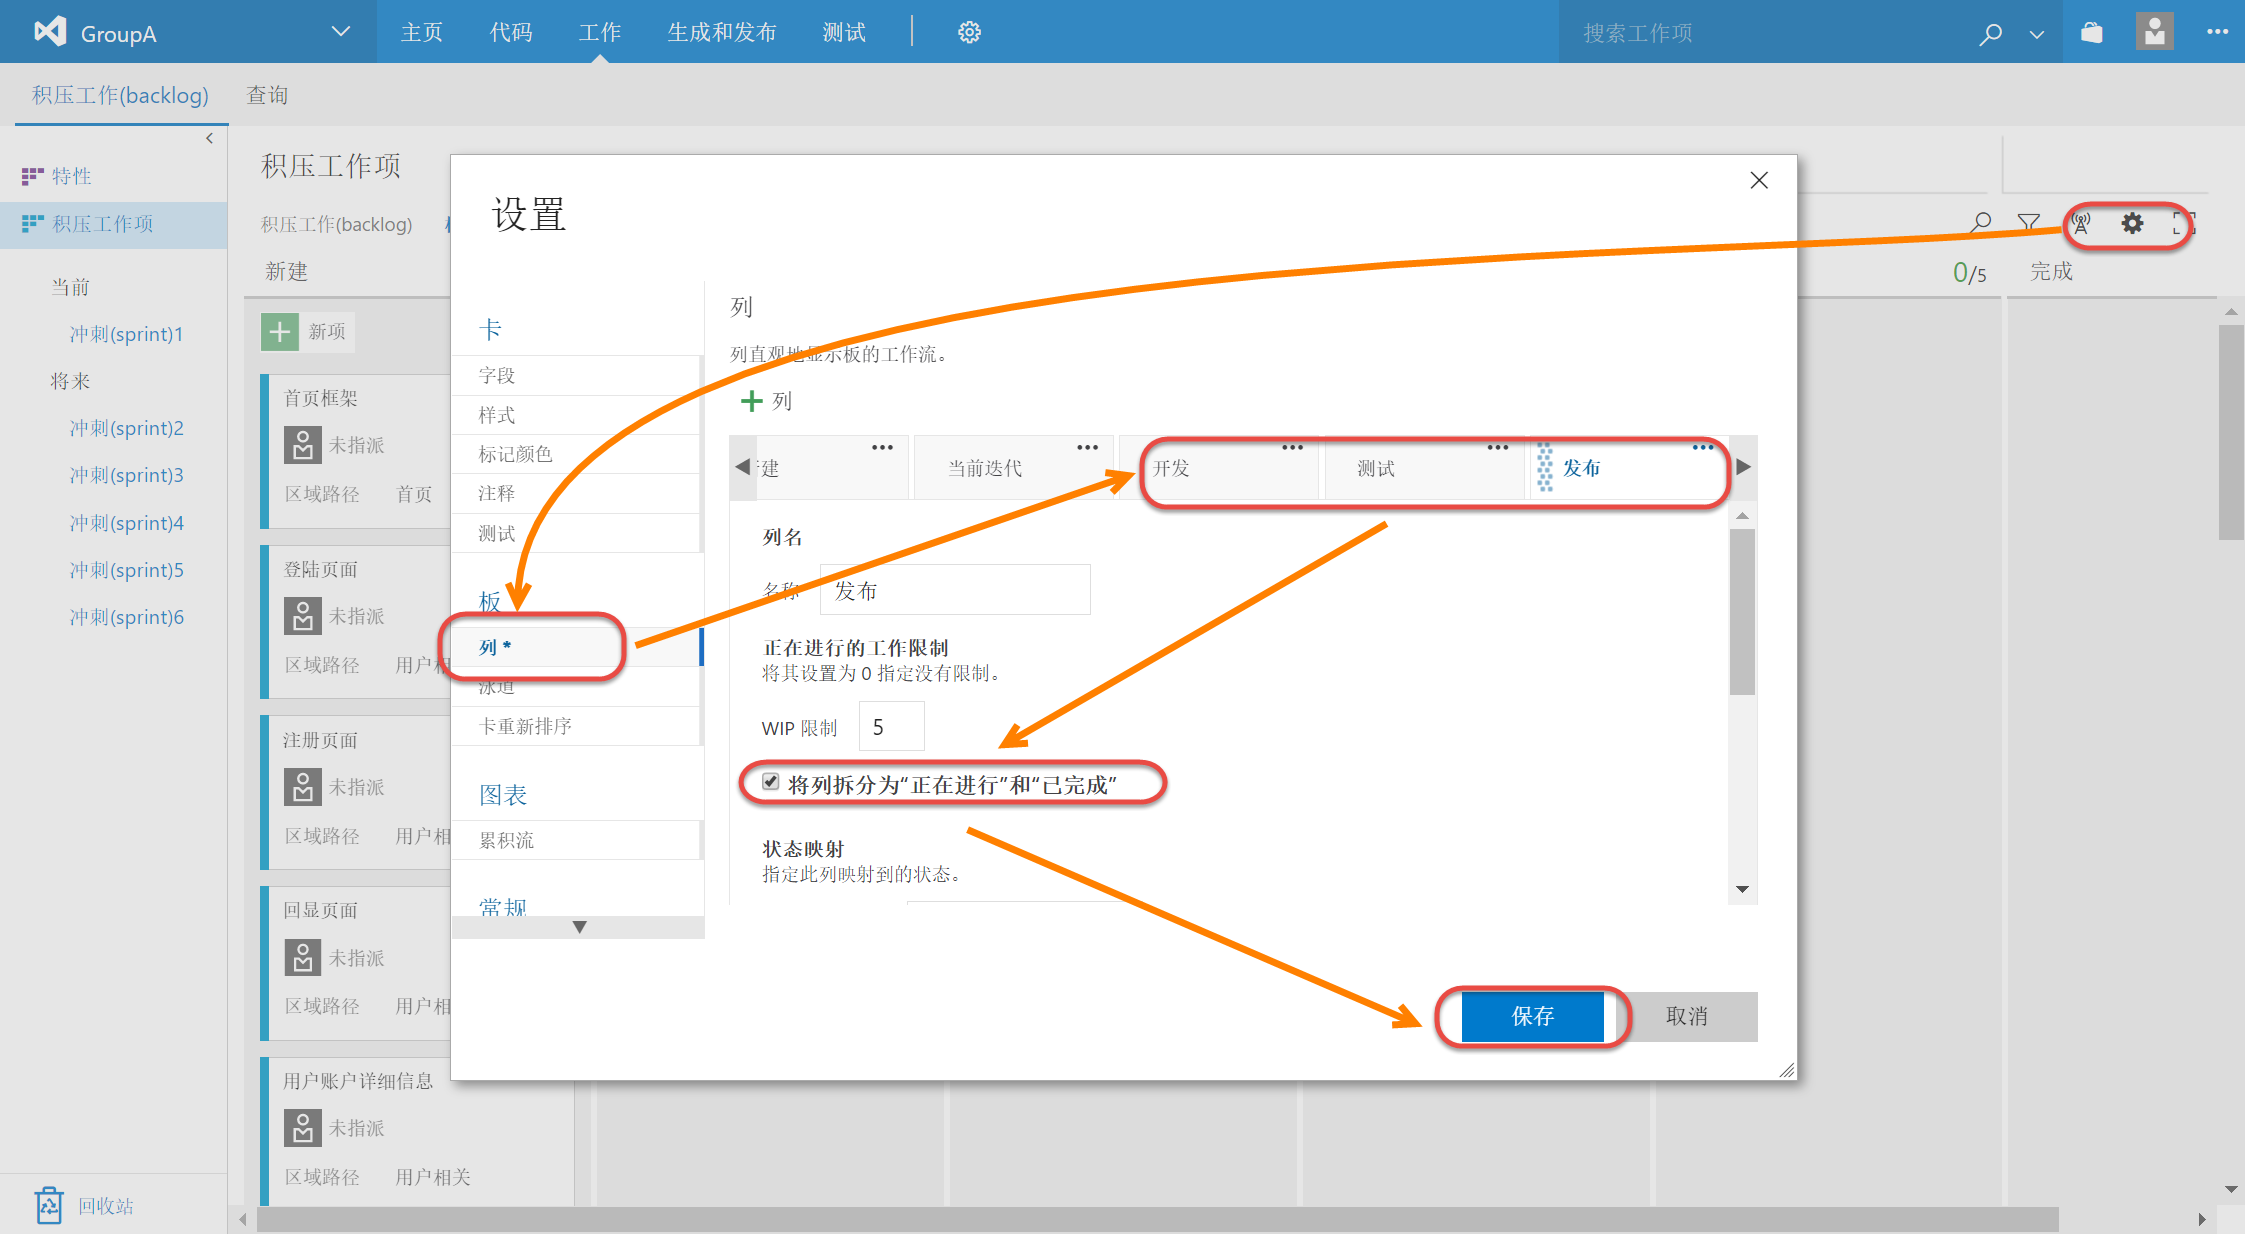 GroupA
主页
代码
工作
生成和发布
测试
搜索工作项
积压工作(backlog)
查询
特性
积压工作项
当前
冲刺(sprint)1
将来
冲刺(sprint)2
冲刺(sprint)3
冲刺(sprint)4
冲刺(sprint)5
冲刺(sprint)6
回收站
积压工作项
积压工作(backlog)
新建
0/5
完成
新项
首页框架
未指派
区域路径 首页
登陆页面
未指派
区域路径 用户相
注册页面
未指派
区域路径 用户相
回显页面
未指派
区域路径 用户相
用户账户详细信息
未指派
区域路径 用户相关
设置
卡
字段
样式
标记颜色
注释
测试
板
列 *
泳道
卡重新排序
图表
累积流
常规
列
列直观地显示板的工作流。
列
建
当前迭代
开发
测试
发布
列名
名称 发布
正在进行的工作限制
将其设置为 0 指定没有限制。
WIP 限制 5
将列拆分为“正在进行”和“已完成”
状态映射
指定此列映射到的状态。
保存
取消